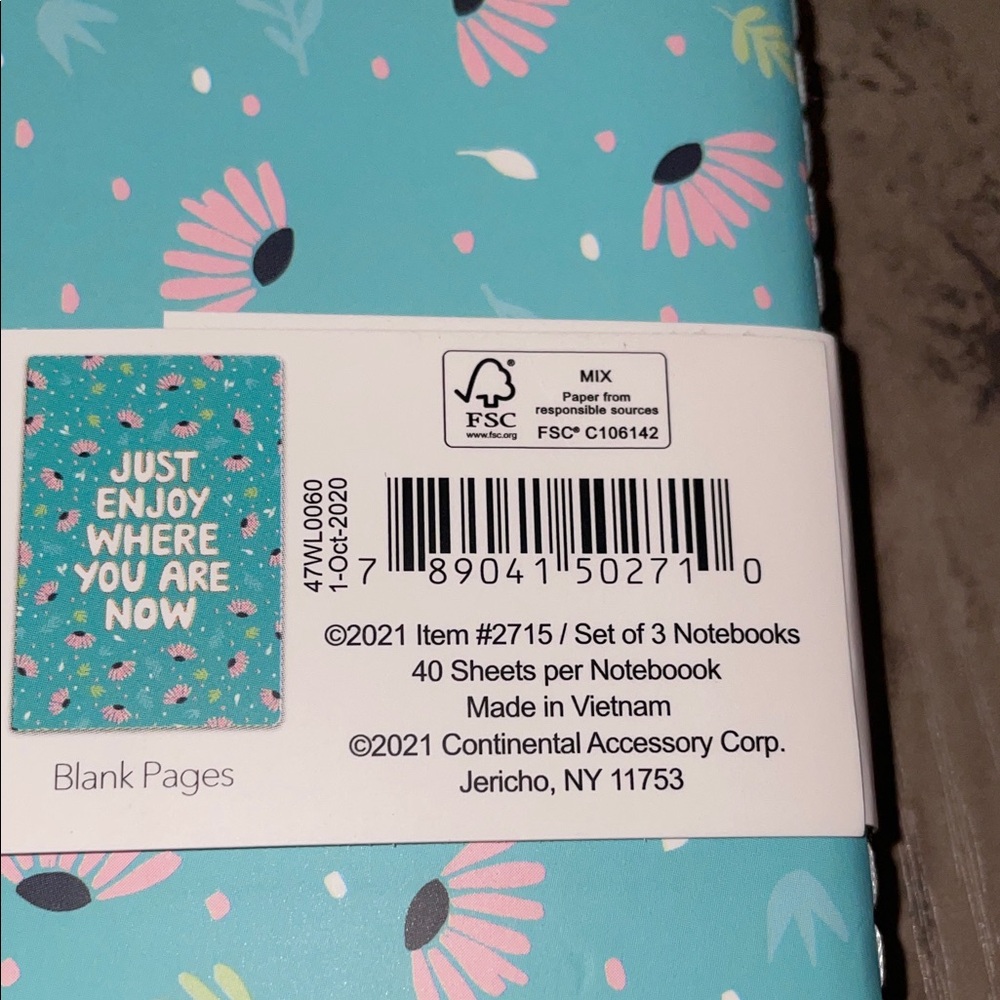 JUST
ENJOY
WHERE
YOU ARE
NOW
Blank Pages
FSC®
www.fsc.org
MIX
Paper from
responsible sources
FSC® C106142
47WL0060
1-Oct-2020
7 89041 50271 0
©2021 Item #2715 / Set of 3 Notebooks
40 Sheets per Noteboook
Made in Vietnam
©2021 Continental Accessory Corp.
Jericho, NY 11753